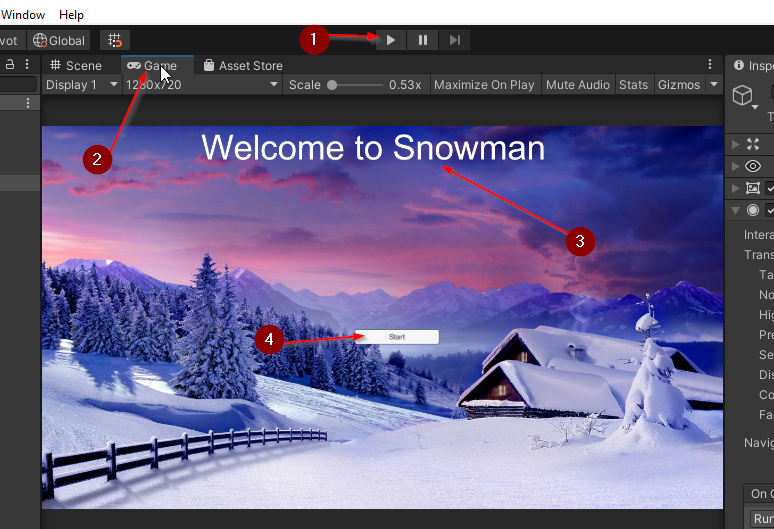 Window Help
vot Global 1
Scene Game Asset Store Inspe
Display 1 1280x720 Scale 0.53x Maximize On Play Mute Audio Stats Gizmos
T
2
Welcome to Snowman
3
Intera
Trans
Ta
No
Hig
Pre
Se
Dis
Co
Fa
4
Start
Navig
On C
Run